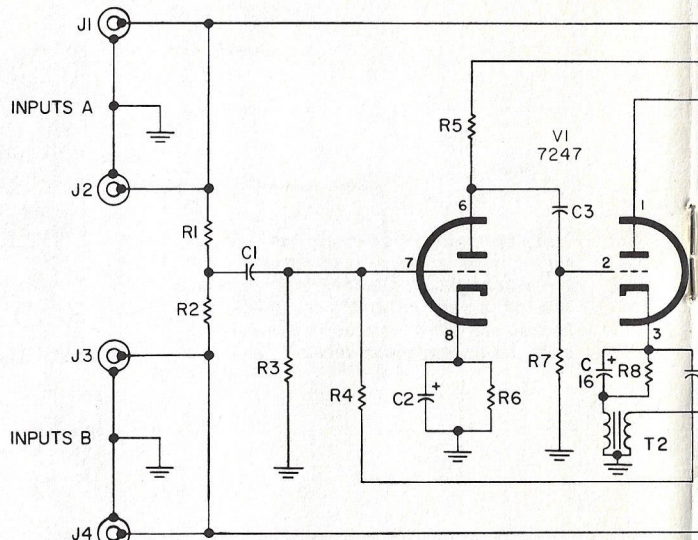 J1
INPUTS A
J2
R1
C1
R2
J3
INPUTS B
J4
R3
R4
R5
V1
7247
6
7
8
C3
1
2
3
C2
R6
R7
C
16
R8
T2
+
+